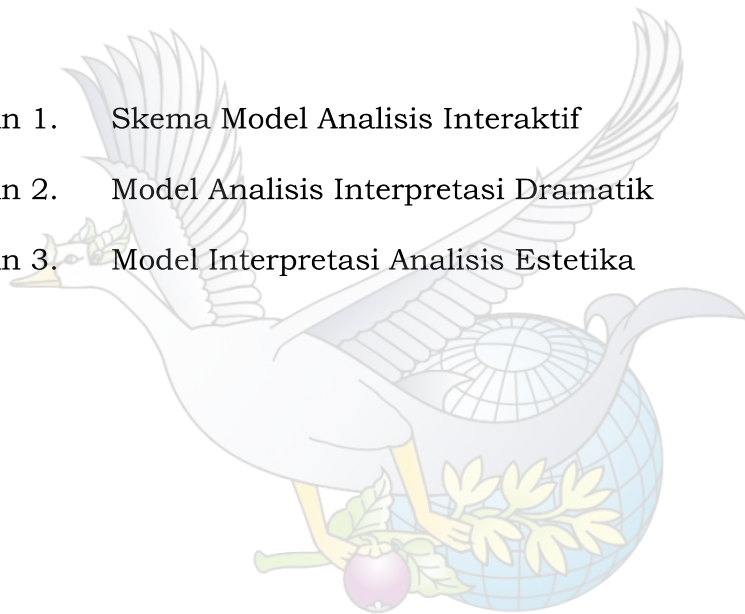 n 1. Skema Model Analisis Interaktif
n 2. Model Analisis Interpretasi Dramatik
n 3. Model Interpretasi Analisis Estetika